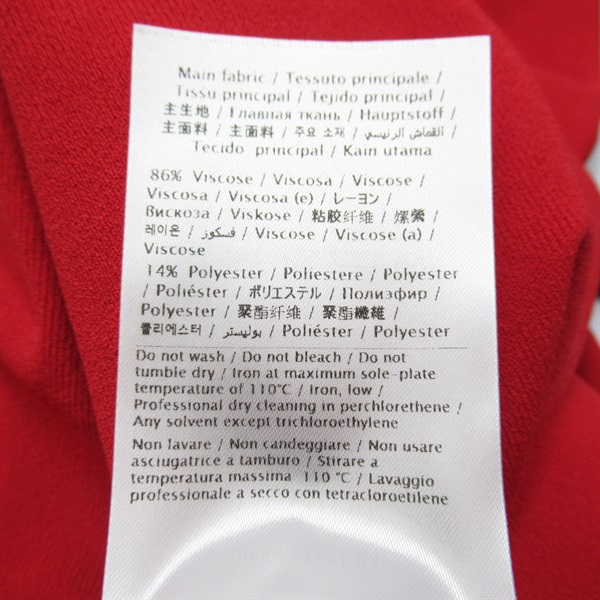 Main fabric / Tessuto principale /
Tissu principal / Tejido principal /
主生地 / Главная ткань / Hauptstoff /
主面料 / 主面料 / 주요 소재 / القماش الرئيسي /
Tecido principal / Kain utama
86% Viscose / Viscosa / Viscose /
Viscosa / Viscosa (e) / レーヨン /
Вискоза / Viskose / 粘胶纤维 / 嫘縈 /
레이온 / فسكوز / Viscose / Viscose (a) /
Viscose
14% Polyester / Poliestere / Polyester
/ Poliéster / ポリエステル / Полиэфир /
Polyester / 聚酯纤维 / 聚酯纖維 /
폴리에스터 / بوليستر / Poliéster / Polyester
Do not wash / Do not bleach / Do not
tumble dry / Iron at maximum sole-plate
temperature of 110°C / Iron, low /
Professional dry cleaning in perchlorethene /
Any solvent except trichloroethylene
Non lavare / Non candeggiare / Non usare
asciugatrice a tamburo / Stirare a
temperatura massima 110°C / Lavaggio
professionale a secco con tetracloroetilene